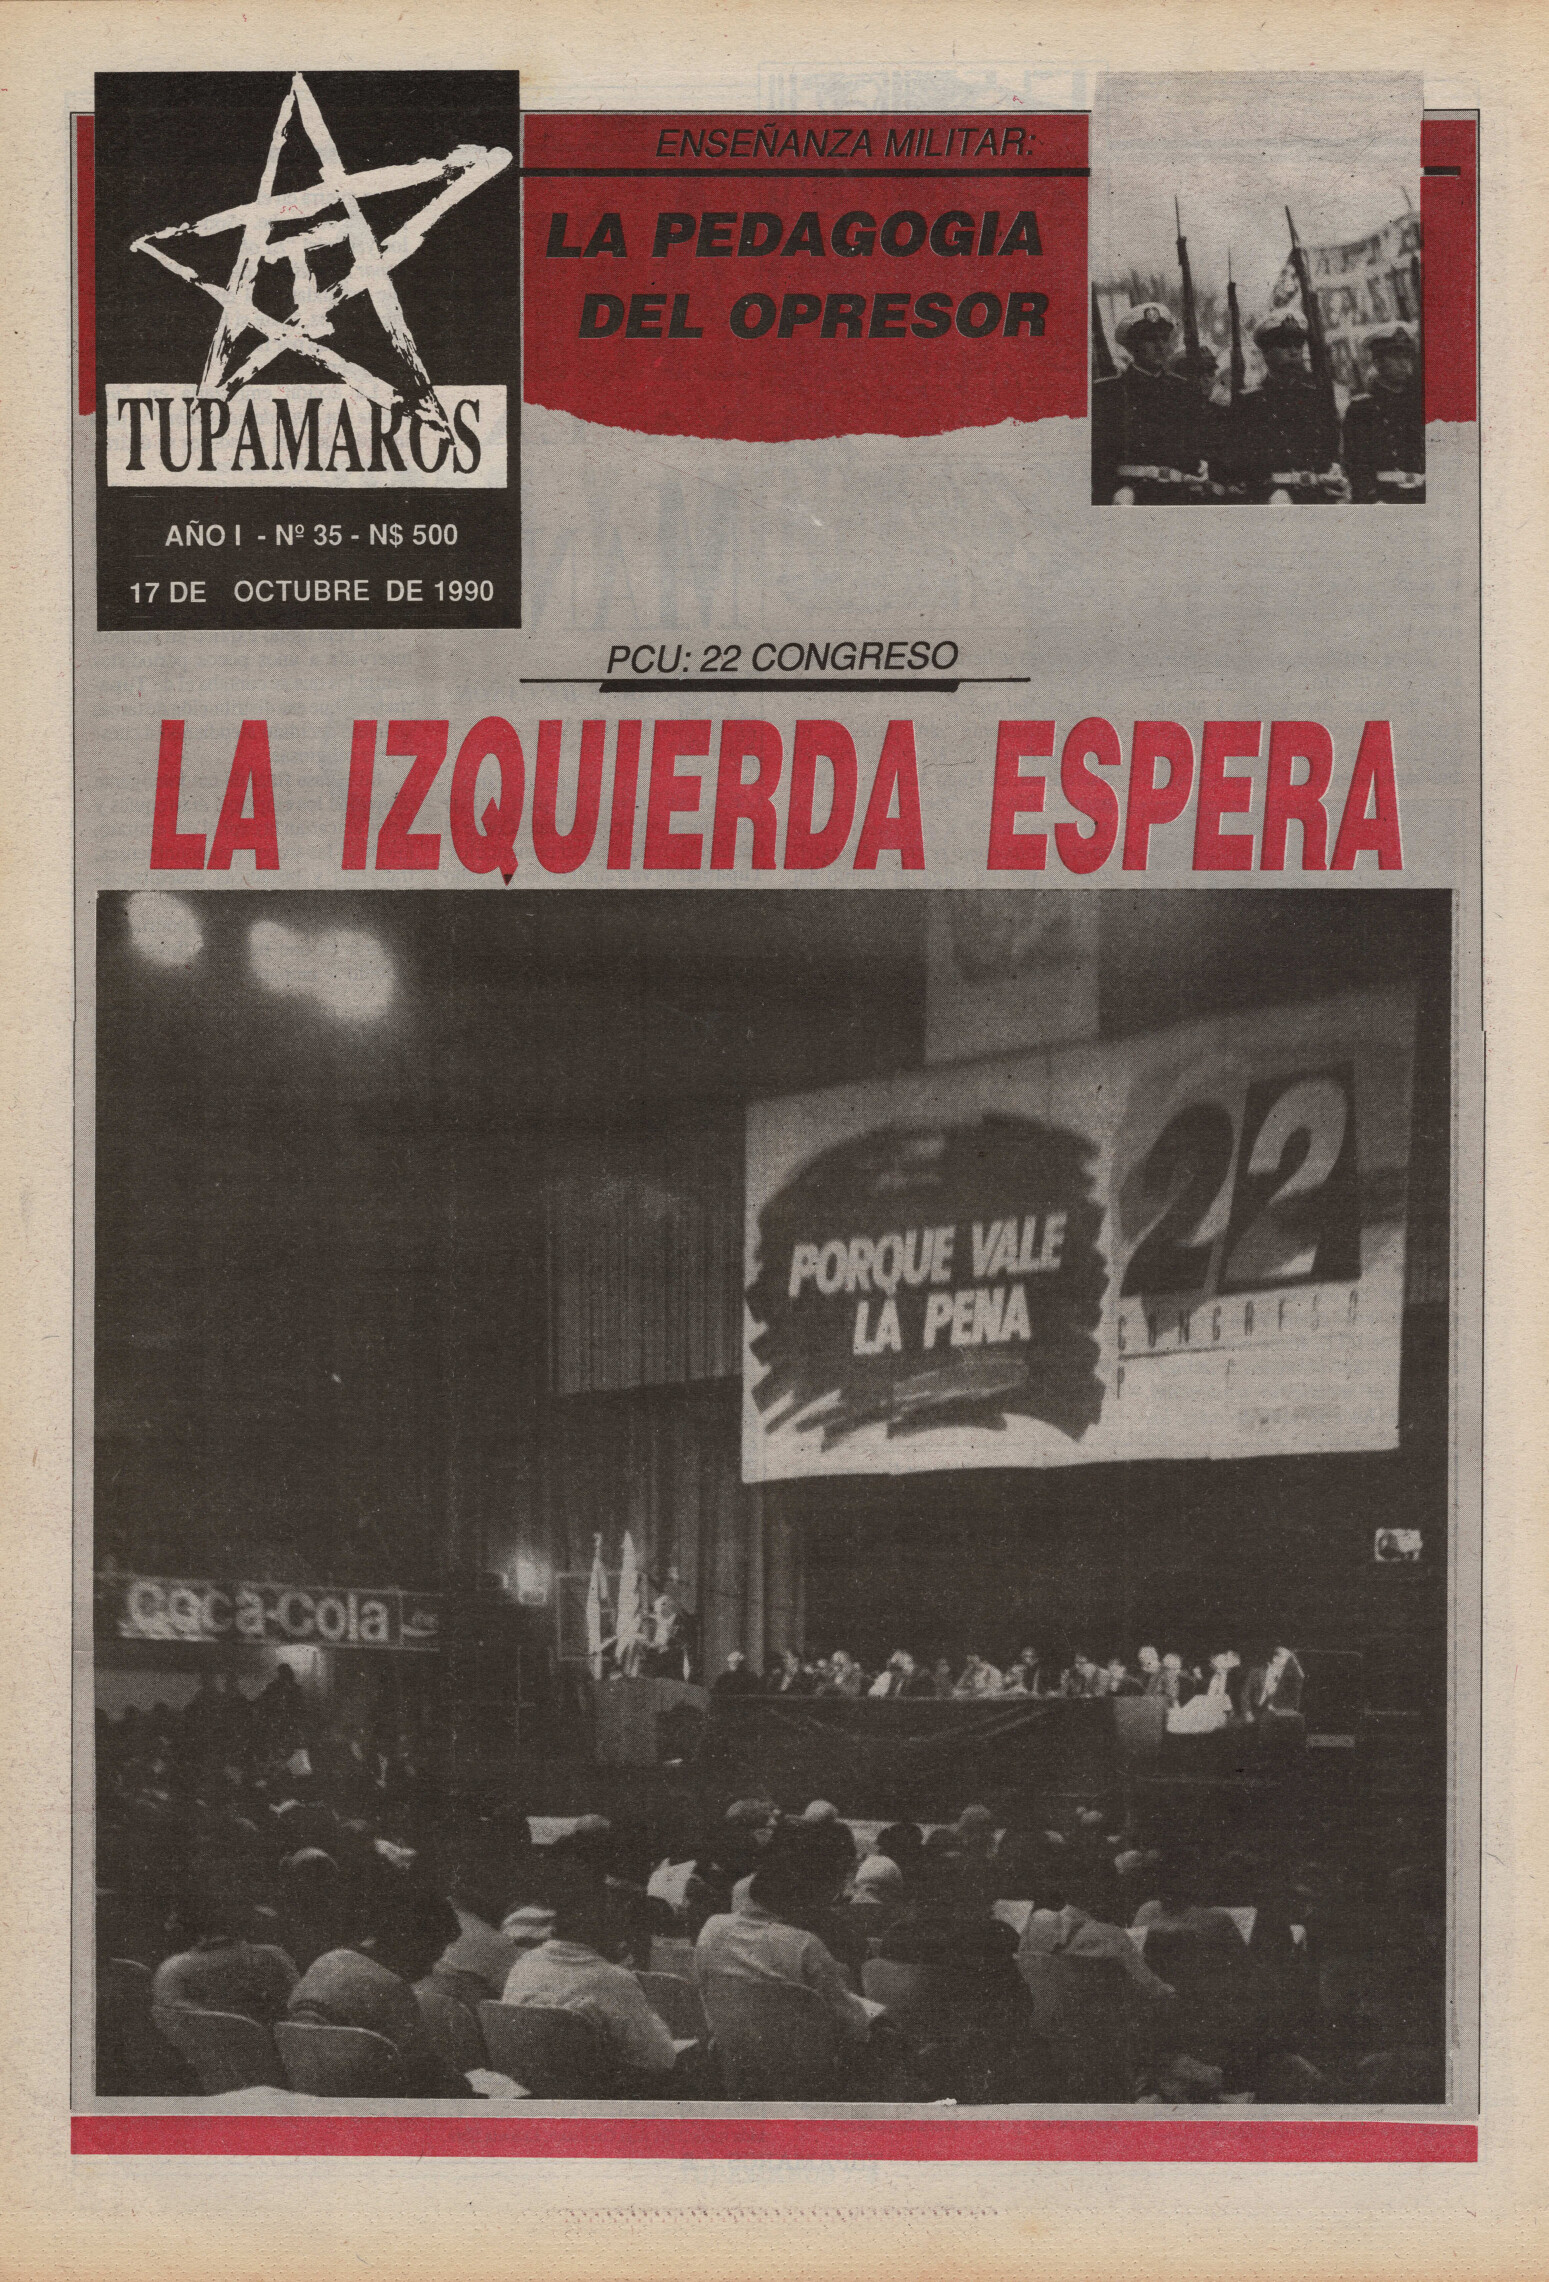 ENSEÑANZA MILITAR:
LA PEDAGOGIA
DEL OPRESOR
T
TUPAMAROS
AÑO I - Nº 35 - N$ 500
17 DE OCTUBRE DE 1990
PCU: 22 CONGRESO
LA IZQUIERDA ESPERA
PORQUE VALE
LA PENA
22
CONGRESO
P
Coca-Cola